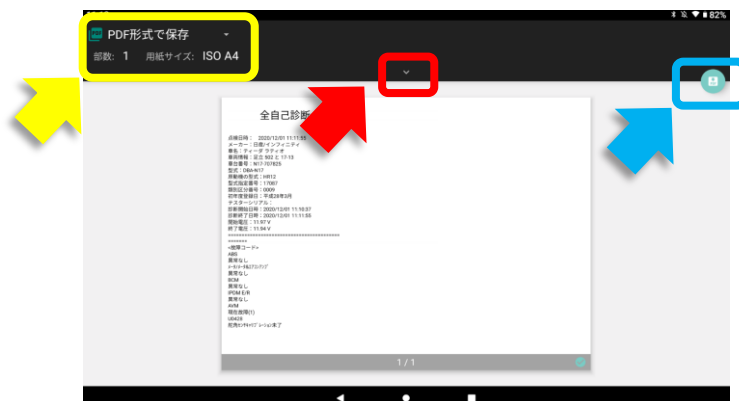 82%
PDF形式で保存
部数: 1 用紙サイズ: ISO A4
全自己診断
点検日時： 2020/12/01 11:11:55
メーカー：日産/インフィニティ
車名：ティーダ ラティオ
車両情報：足立 502 と 17-13
車台番号：N17-707825
型式：DBA-N17
原動機の型式：HR12
型式指定番号：17087
類別区分番号：0009
初年度登録日：平成28年3月
テスターシリアル：
診断開始日時：2020/12/01 11:10:37
診断終了日時：2020/12/01 11:11:55
開始電圧：11.97 V
終了電圧：11.94 V
<故障コード>
ABS
異常なし
異常なし
BCM
異常なし
IPDM E/R
異常なし
AVM
現在故障(1)
U0428
1 / 1